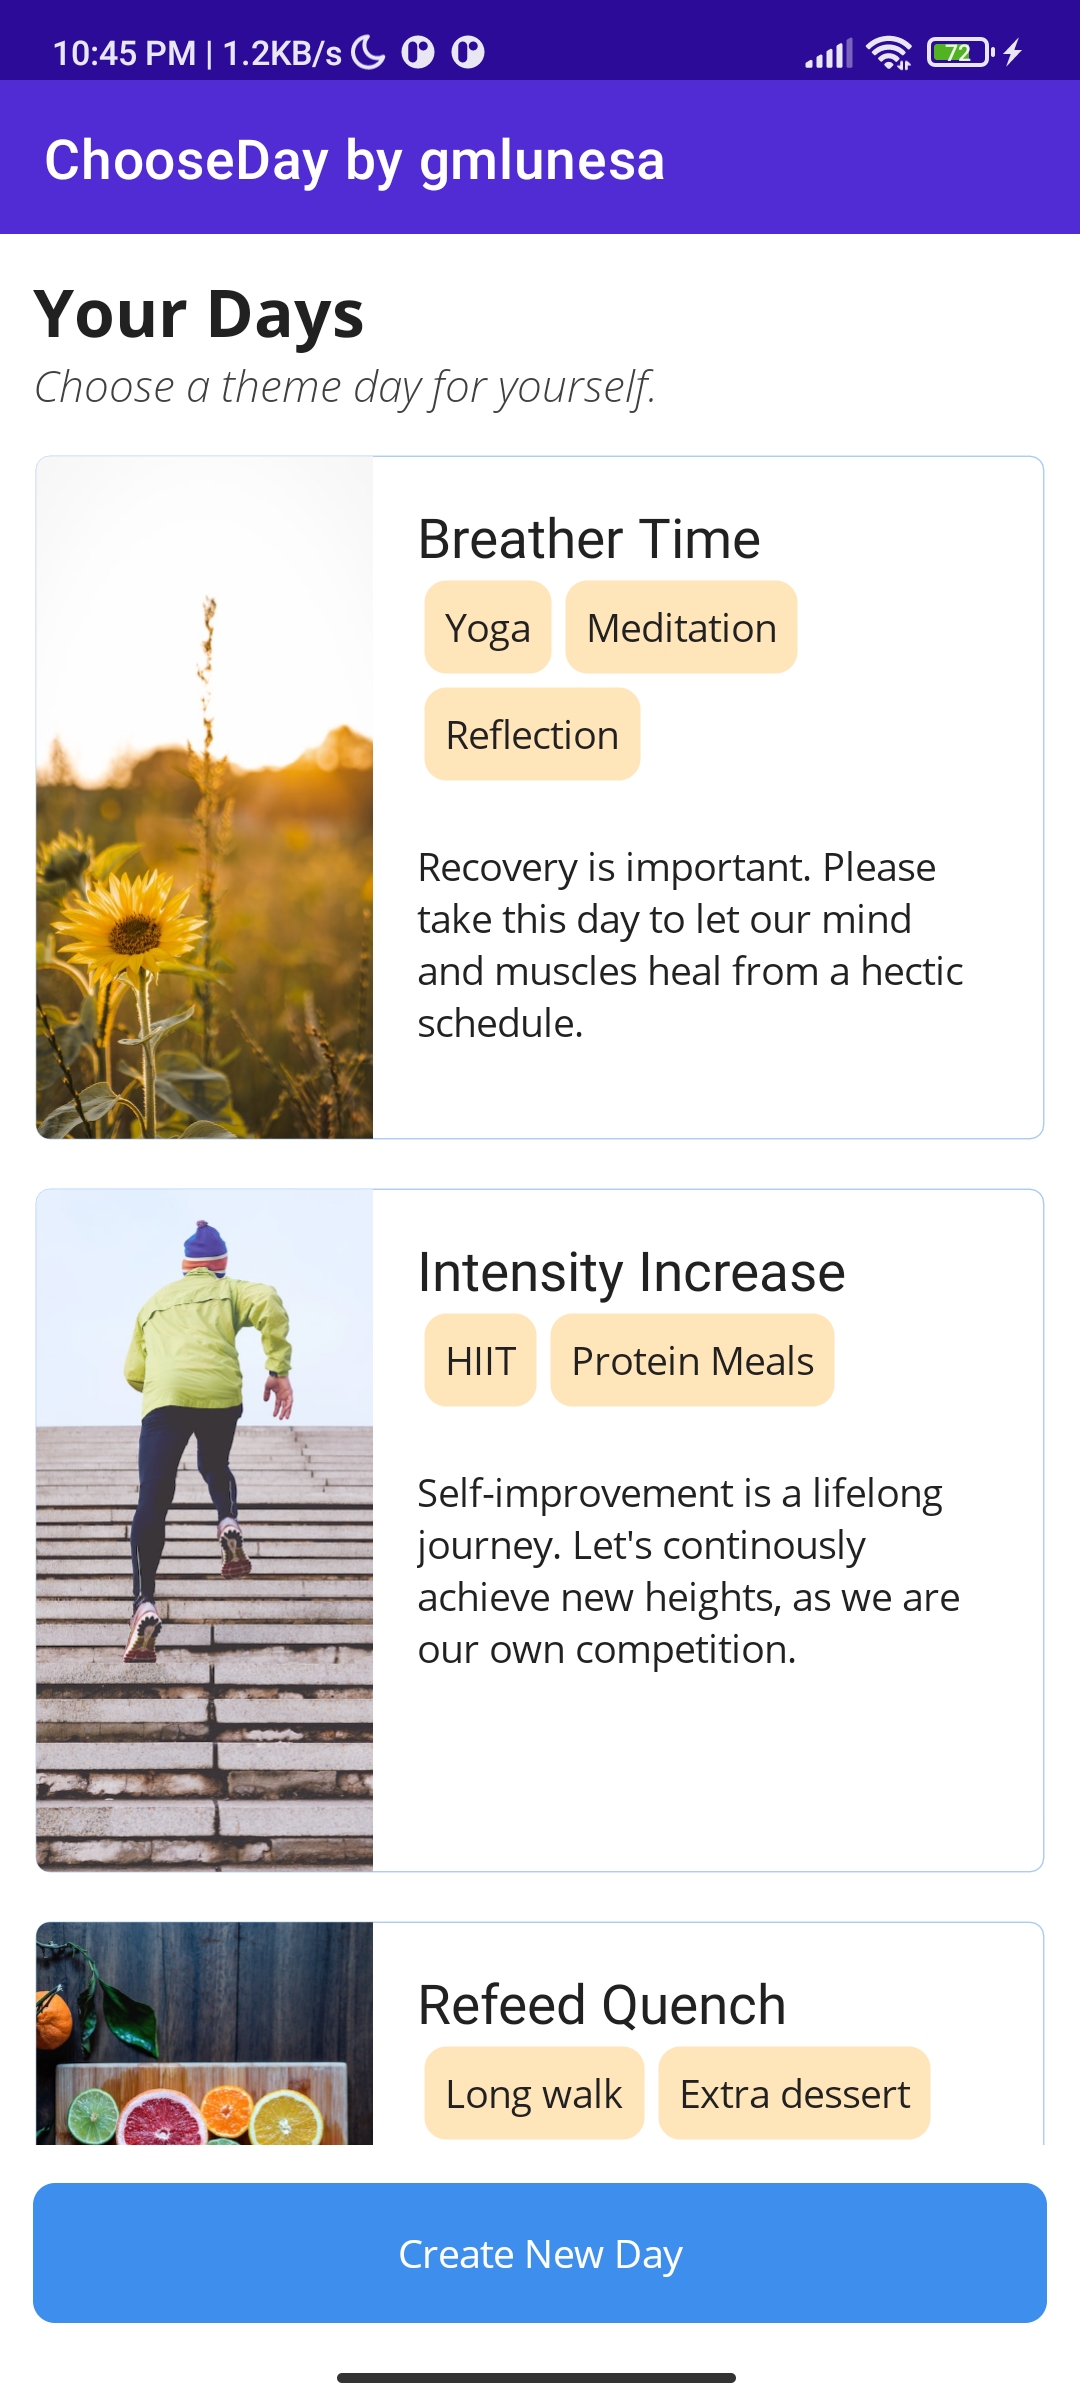 10:45 PM | 1.2KB/s
72
ChooseDay by gmlunesa
Your Days
Choose a theme day for yourself.
Breather Time
Yoga Meditation
Reflection
Recovery is important. Please
take this day to let our mind
and muscles heal from a hectic
schedule.
Intensity Increase
HIIT Protein Meals
Self-improvement is a lifelong
journey. Let's continously
achieve new heights, as we are
our own competition.
Refeed Quench
Long walk Extra dessert
Create New Day